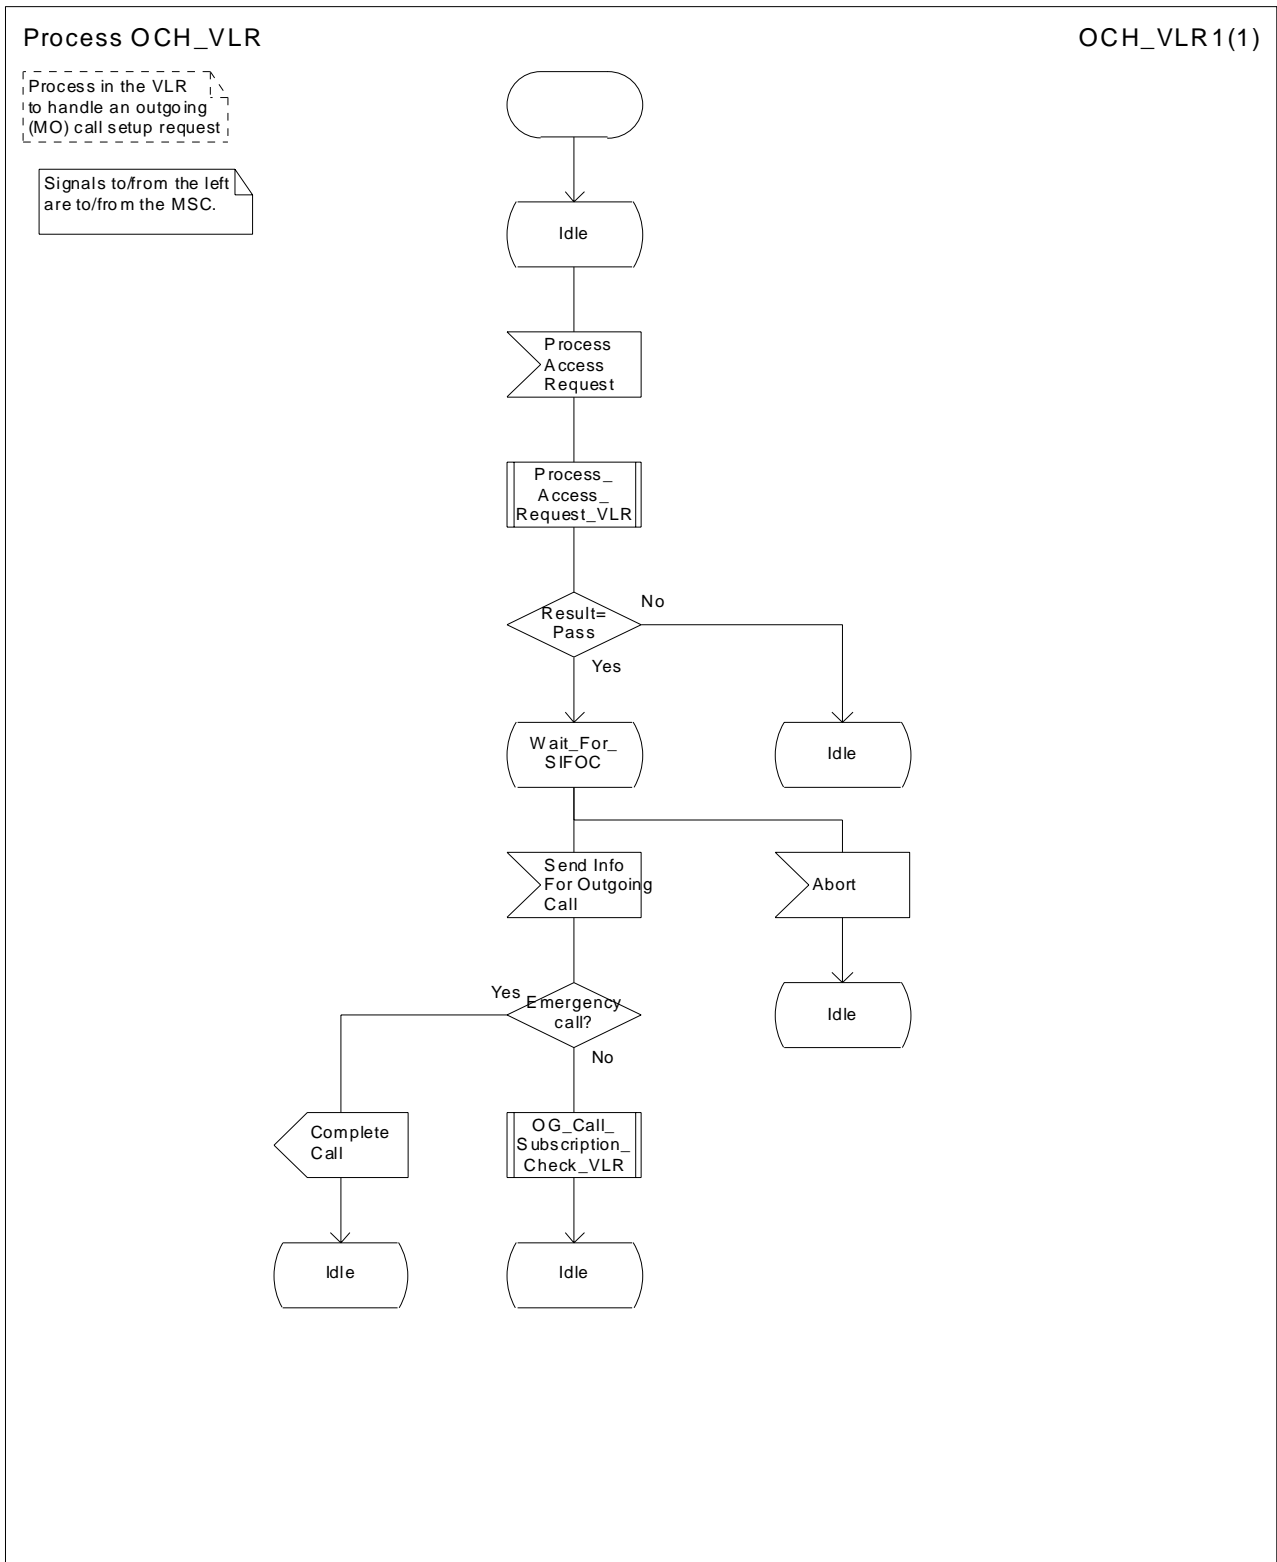 Process OCH_VLR
OCH_VLR1(1)
Process in the VLR
to handle an outgoing
(MO) call setup request
Signals to/from the left
are to/from the MSC.
Idle
Process
Access
Request
Process_
Access_
Request_VLR
Result=
Pass
No
Yes
Wait_For_
SIFOC
Idle
Send Info
For Outgoing
Call
Abort
Yes
Emergency
call?
Idle
No
Complete
Call
OG_Call_
Subscription_
Check_VLR
Idle
Idle